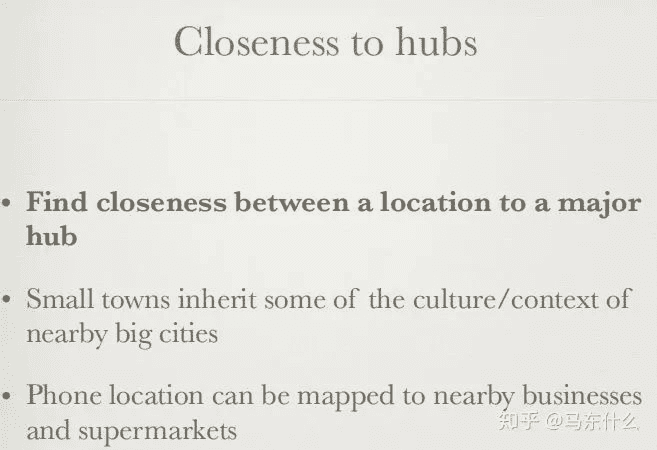 Closeness to hubs
• Find closeness between a location to a major
hub
• Small towns inherit some of the culture/context of
nearby big cities
• Phone location can be mapped to nearby businesses
and supermarkets
知乎 @马东什么